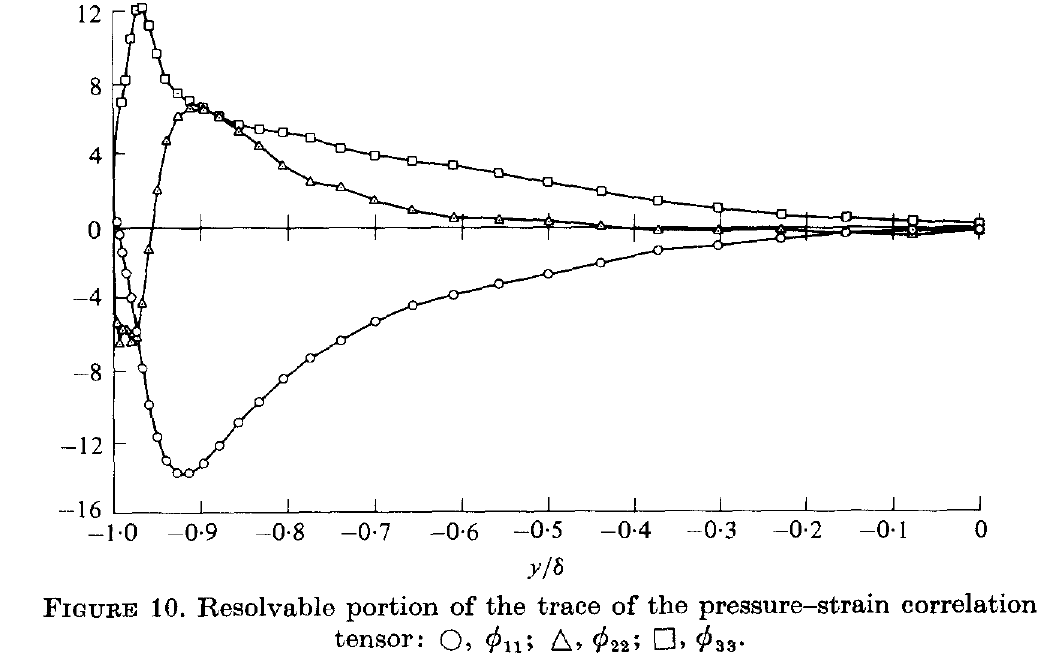 12
8
4
0
−4
−8
−12
−16
−1·0 −0·9 −0·8 −0·7 −0·6 −0·5 −0·4 −0·3 −0·2 −0·1 0
y/δ
FIGURE 10. Resolvable portion of the trace of the pressure–strain correlation
tensor: ○, ϕ₁₁; △, ϕ₂₂; □, ϕ₃₃.